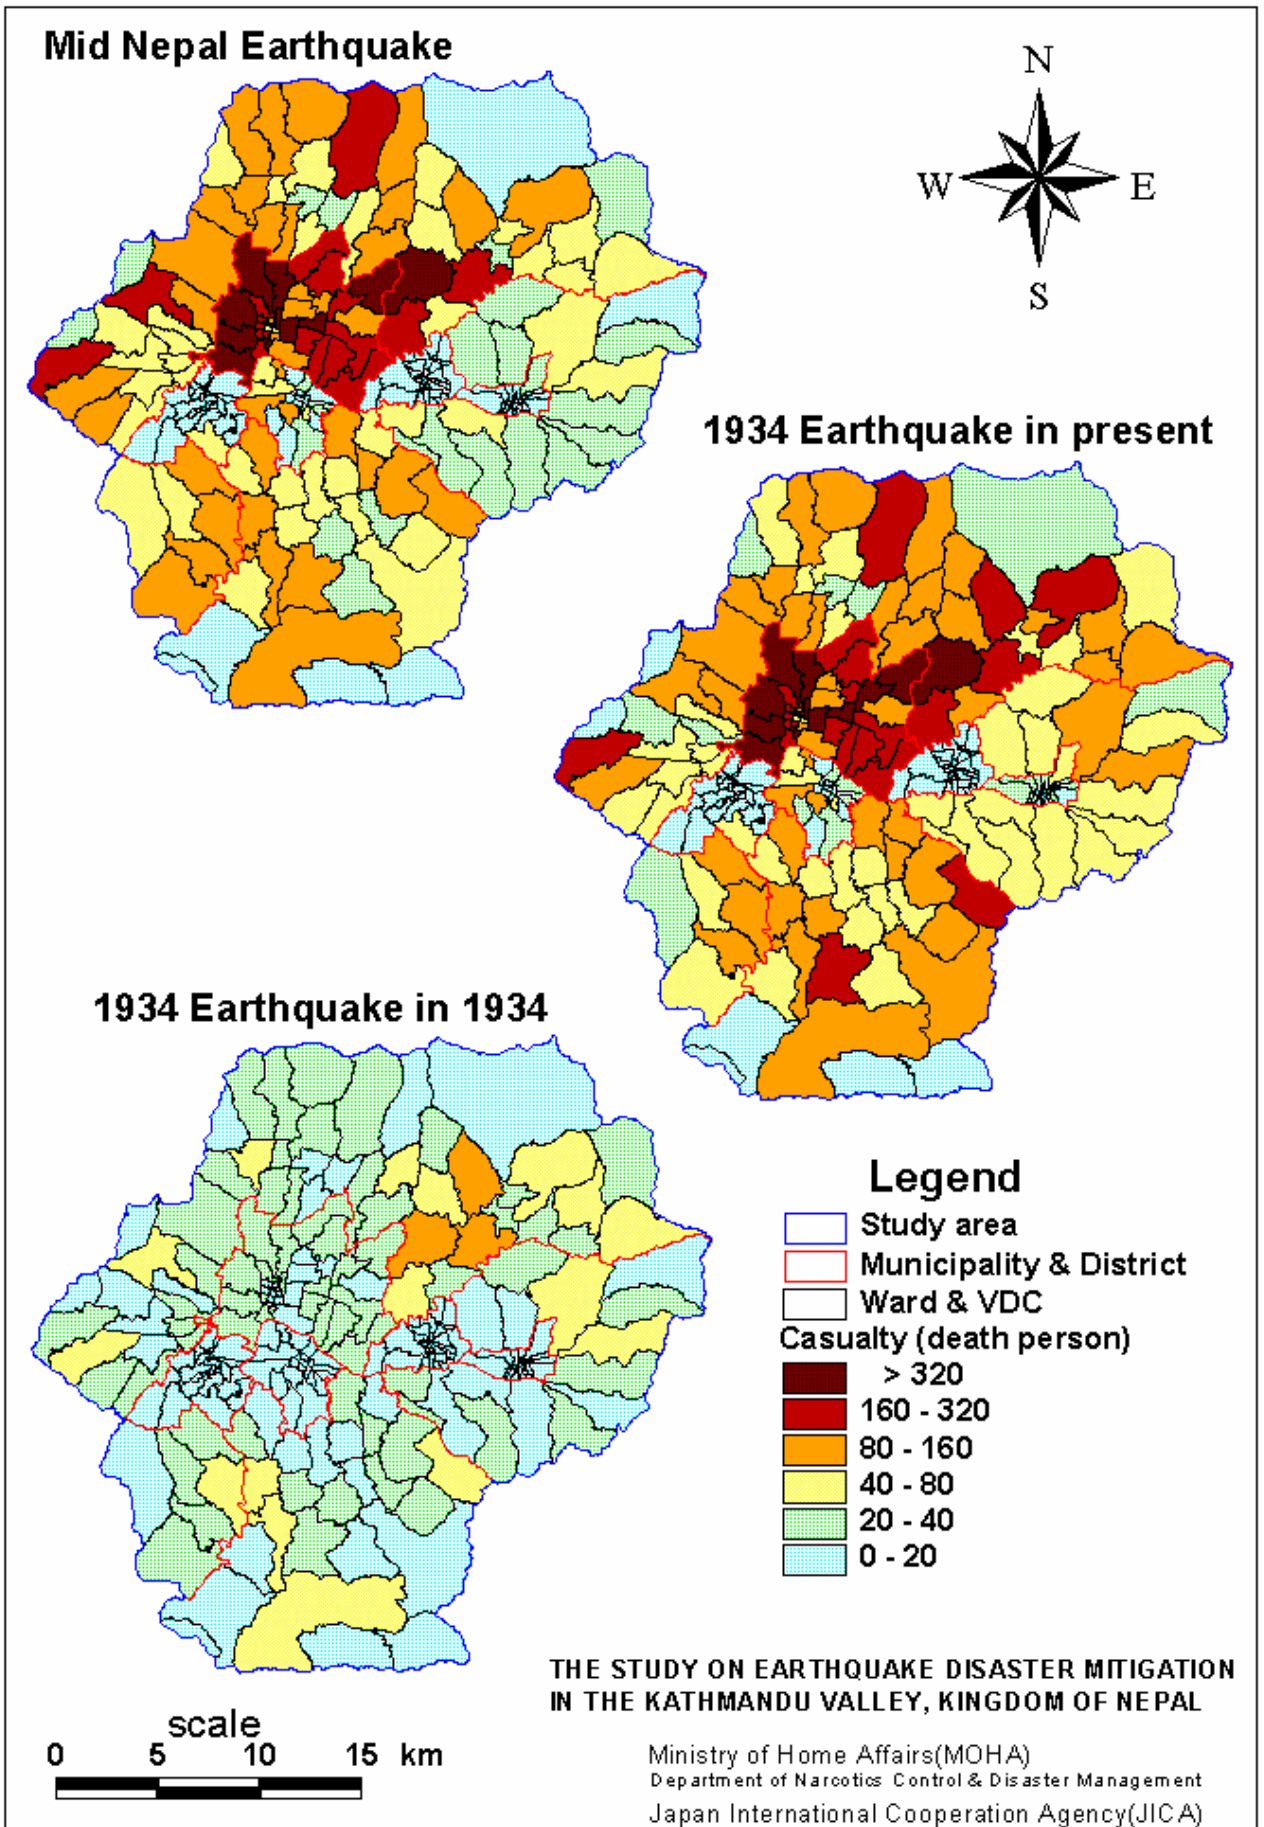 Mid Nepal Earthquake
N
W
E
S
1934 Earthquake in present
1934 Earthquake in 1934
Legend
Study area
Municipality & District
Ward & VDC
Casualty (death person)
> 320
160 - 320
80 - 160
40 - 80
20 - 40
0 - 20
THE STUDY ON EARTHQUAKE DISASTER MITIGATION
IN THE KATHMANDU VALLEY, KINGDOM OF NEPAL
scale
0 5 10 15 km
Ministry of Home Affairs(MOHA)
Department of Narcotics Control & Disaster Management
Japan International Cooperation Agency(JICA)